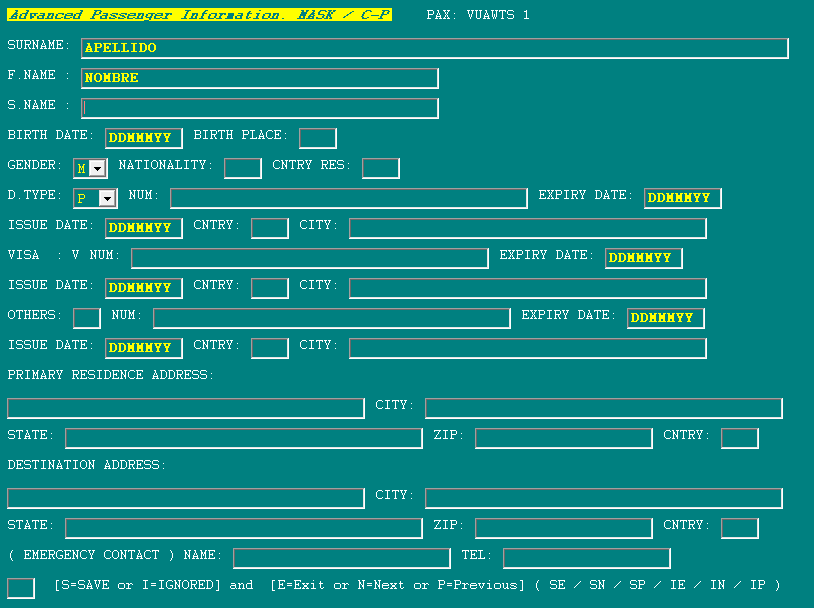 Advanced Passenger Information. MASK / C-P PAX: VUAWTS 1
SURNAME: APELLIDO
F.NAME : NOMBRE
S.NAME :
BIRTH DATE: DDMMMYY BIRTH PLACE:
GENDER: M NATIONALITY: CNTRY RES:
D.TYPE: P NUM: EXPIRY DATE: DDMMMYY
ISSUE DATE: DDMMMYY CNTRY: CITY:
VISA : V NUM: EXPIRY DATE: DDMMMYY
ISSUE DATE: DDMMMYY CNTRY: CITY:
OTHERS: NUM: EXPIRY DATE: DDMMMYY
ISSUE DATE: DDMMMYY CNTRY: CITY:
PRIMARY RESIDENCE ADDRESS:
CITY:
STATE: ZIP: CNTRY:
DESTINATION ADDRESS:
CITY:
STATE: ZIP: CNTRY:
( EMERGENCY CONTACT ) NAME: TEL:
[S=SAVE or I=IGNORED] and [E=Exit or N=Next or P=Previous] ( SE / SN / SP / IE / IN / IP )